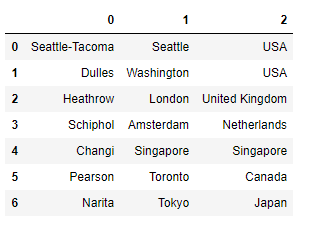 0 1 2
0 Seattle-Tacoma Seattle USA
1 Dulles Washington USA
2 Heathrow London United Kingdom
3 Schiphol Amsterdam Netherlands
4 Changi Singapore Singapore
5 Pearson Toronto Canada
6 Narita Tokyo Japan